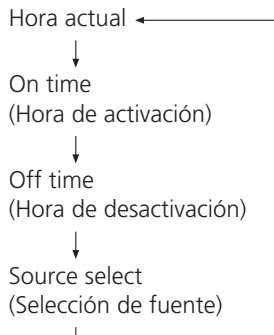 Hora actual
On time
(Hora de activación)
Off time
(Hora de desactivación)
Source select
(Selección de fuente)